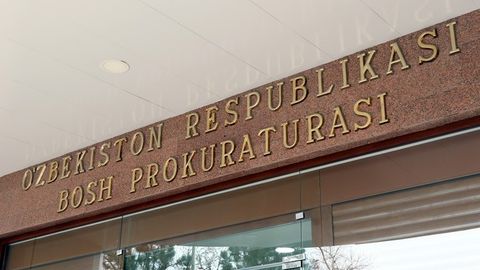 O'ZBEKISTON RESPUBLIKASI
BOSH PROKURATURASI